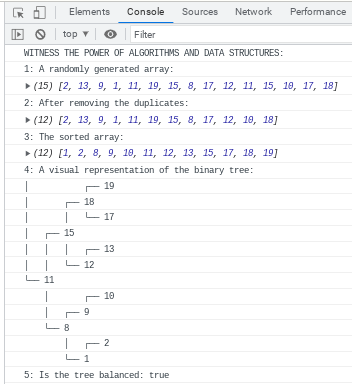 Elements Console Sources Network Performance
top ▾ Filter
WITNESS THE POWER OF ALGORITHMS AND DATA STRUCTURES:
1: A randomly generated array:
▸ (15) [2, 13, 9, 1, 11, 19, 15, 8, 17, 12, 11, 15, 10, 17, 18]
2: After removing the duplicates:
▸ (12) [2, 13, 9, 1, 11, 19, 15, 8, 17, 12, 10, 18]
3: The sorted array:
▸ (12) [1, 2, 8, 9, 10, 11, 12, 13, 15, 17, 18, 19]
4: A visual representation of the binary tree:
│           ┌── 19
│       ┌── 18
│       │   └── 17
│   ┌── 15
│   │   │   ┌── 13
│   │   └── 12
└── 11
    │       ┌── 10
    │   ┌── 9
    └── 8
        │   ┌── 2
        └── 1
5: Is the tree balanced: true